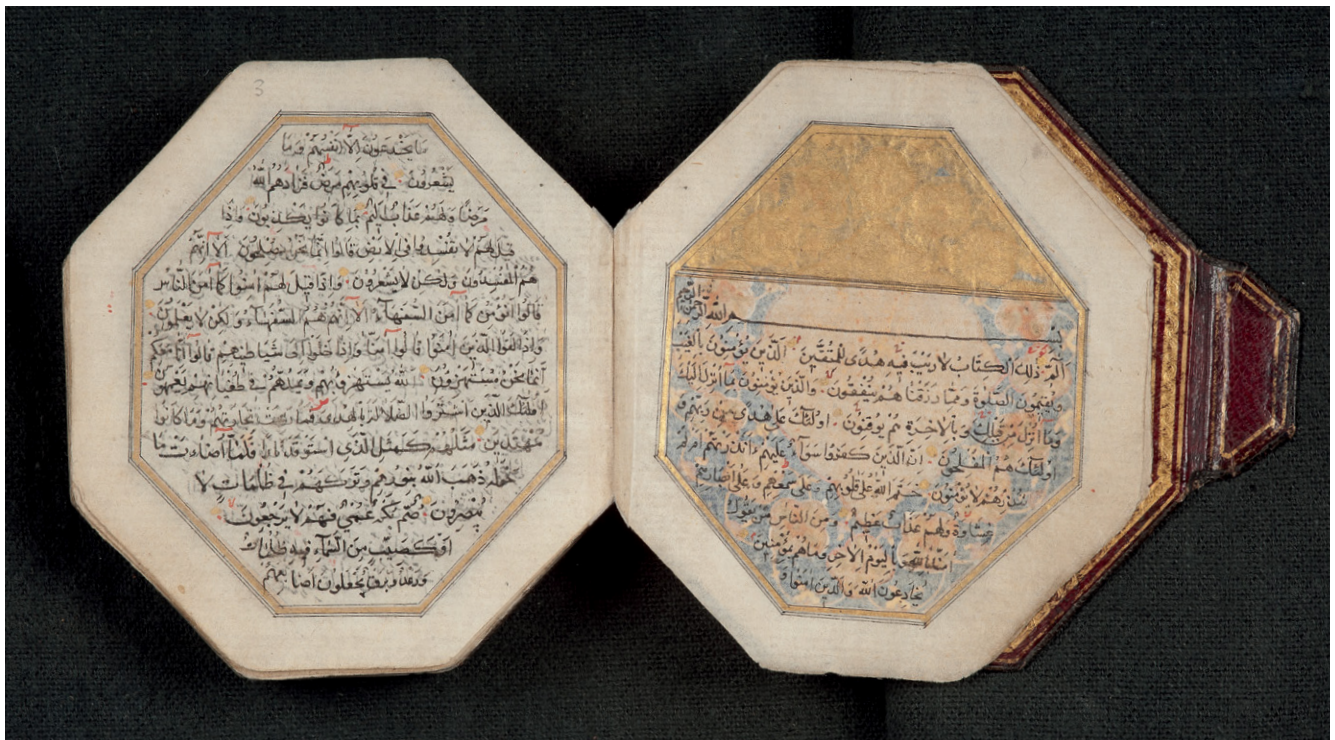 بسم الله الرحمن الرحيم
الم ذلك الكتاب لا ريب فيه هدى للمتقين الذين يؤمنون بالغيب
ويقيمون الصلوة ومما رزقناهم ينفقون والذين يؤمنون بما انزل اليك
وما انزل من قبلك وبالاخرة هم يوقنون اولئك على هدى من ربهم و
اولئك هم المفلحون ان الذين كفروا سواء عليهم ءانذرتهم ام لم
تنذرهم لا يؤمنون ختم الله على قلوبهم وعلى سمعهم وعلى ابصارهم
غشاوة ولهم عذاب عظيم ومن الناس من يقول
امنا بالله وباليوم الاخر وما هم بمؤمنين
يخادعون الله والذين امنوا و
3
ما يخدعون الا انفسهم وما
يشعرون في قلوبهم مرض فزادهم الله
مرضا ولهم عذاب اليم بما كانوا يكذبون واذا
قيل لهم لا تفسدوا في الارض قالوا انما نحن مصلحون الا انهم
هم المفسدون ولكن لا يشعرون واذا قيل لهم امنوا كما امن الناس
قالوا انؤمن كما امن السفهاء الا انهم هم السفهاء ولكن لا يعلمون
واذا لقوا الذين امنوا قالوا امنا واذا خلوا الى شياطينهم قالوا انا معكم
انما نحن مستهزؤن الله يستهزئ بهم ويمدهم في طغيانهم يعمهون
اولئك الذين اشتروا الضلالة بالهدى فما ربحت تجارتهم وما كانوا
مهتدين مثلهم كمثل الذي استوقد نارا فلما اضاءت ما
حوله ذهب الله بنورهم وتركهم في ظلمات لا
يبصرون صم بكم عمي فهم لا يرجعون
او كصيب من السماء فيه ظلمات
ورعد وبرق يجعلون اصابعهم